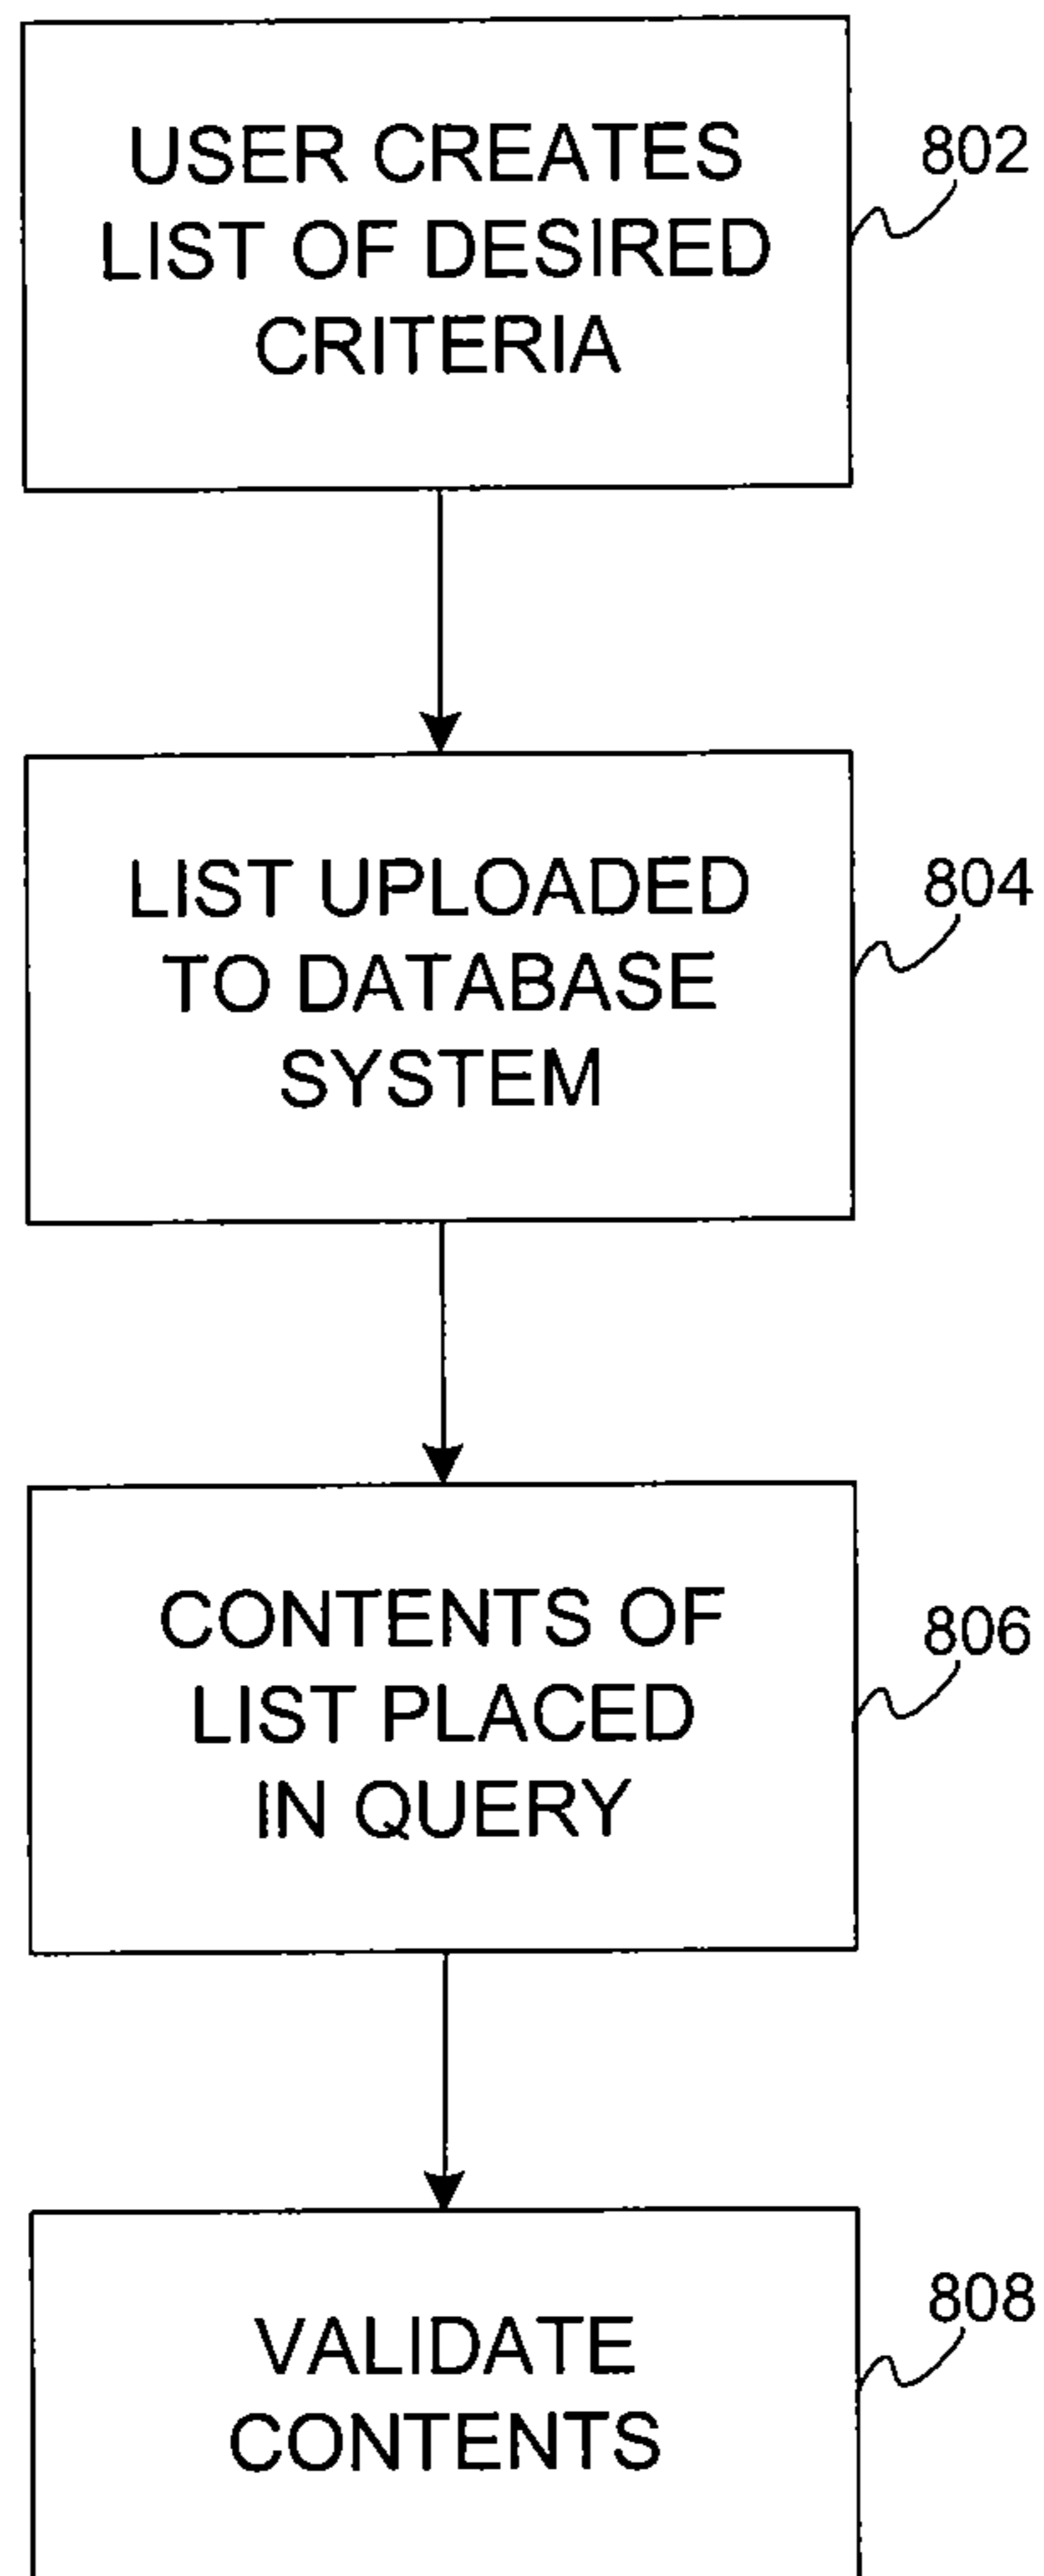 USER CREATES
LIST OF DESIRED
CRITERIA
802
LIST UPLOADED
TO DATABASE
SYSTEM
804
CONTENTS OF
LIST PLACED
IN QUERY
806
VALIDATE
CONTENTS
808